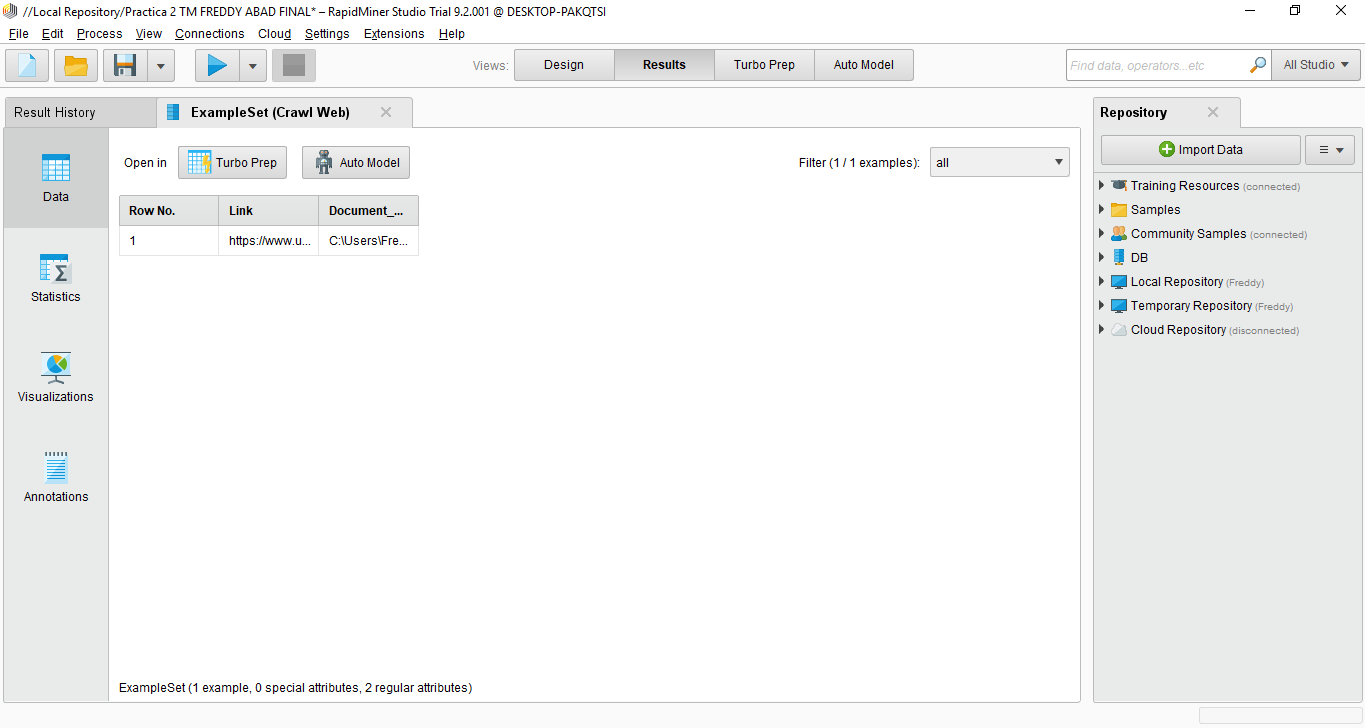 //Local Repository/Practica 2 TM FREDDY ABAD FINAL* – RapidMiner Studio Trial 9.2.001 @ DESKTOP-PAKQTSI
File Edit Process View Connections Cloud Settings Extensions Help
Views: Design Results Turbo Prep Auto Model
Find data, operators...etc
All Studio
Result History
ExampleSet (Crawl Web)
Data
Statistics
Visualizations
Annotations
Open in Turbo Prep Auto Model
Filter (1 / 1 examples): all
Row No. Link Document_...
1 https://www.u... C:\Users\Fre...
ExampleSet (1 example, 0 special attributes, 2 regular attributes)
Repository
Import Data
Training Resources (connected)
Samples
Community Samples (connected)
DB
Local Repository (Freddy)
Temporary Repository (Freddy)
Cloud Repository (disconnected)